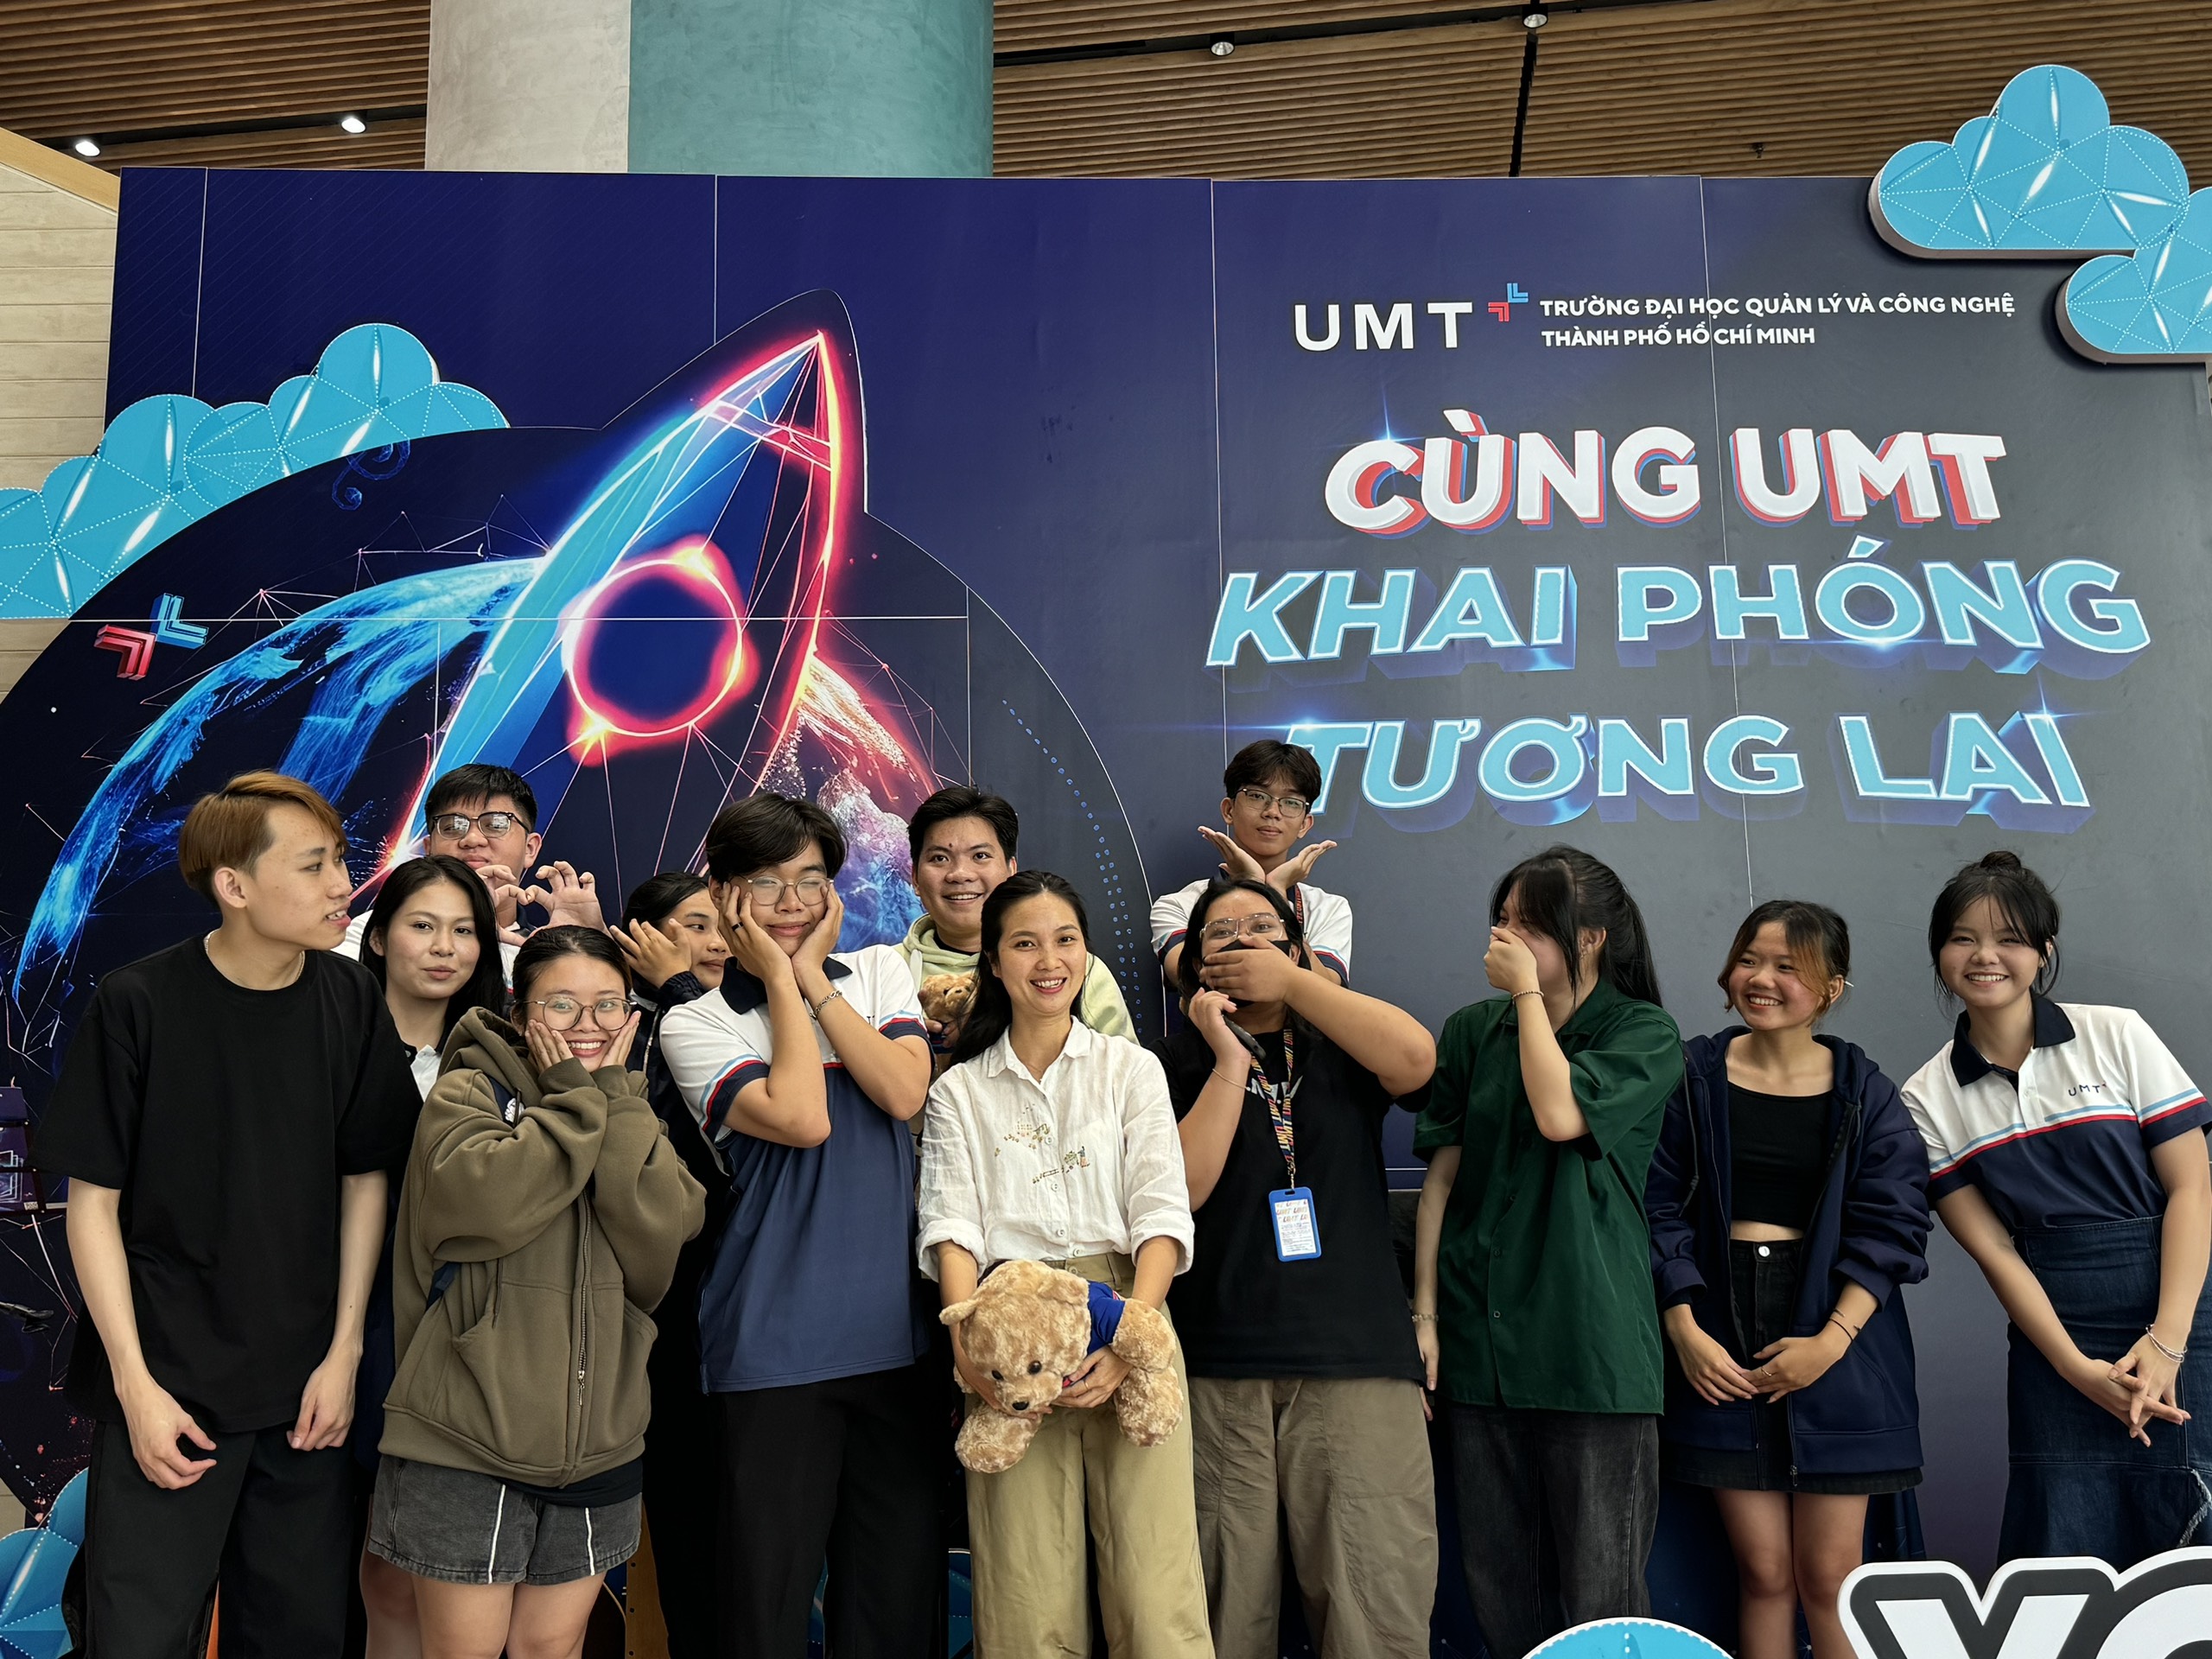 UMT TRƯỜNG ĐẠI HỌC QUẢN LÝ VÀ CÔNG NGHỆ
THÀNH PHỐ HỒ CHÍ MINH
CÙNG UMT
KHAI PHÓNG
TƯƠNG LAI
UMT